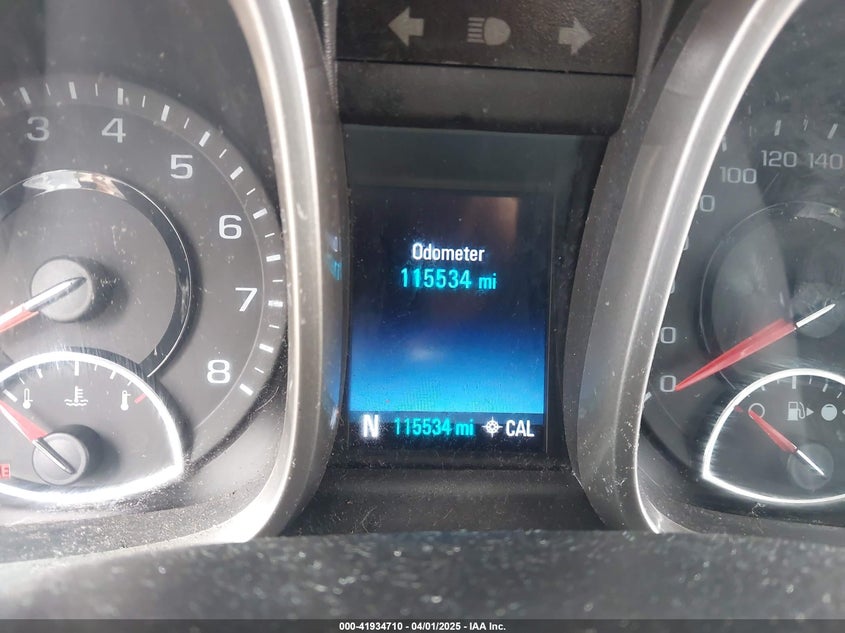 3 4 5 6 7 8
100 120 140
0
Odometer
115534 mi
N 115534 mi CAL
000-41934710 - 04/01/2025 - IAA Inc.